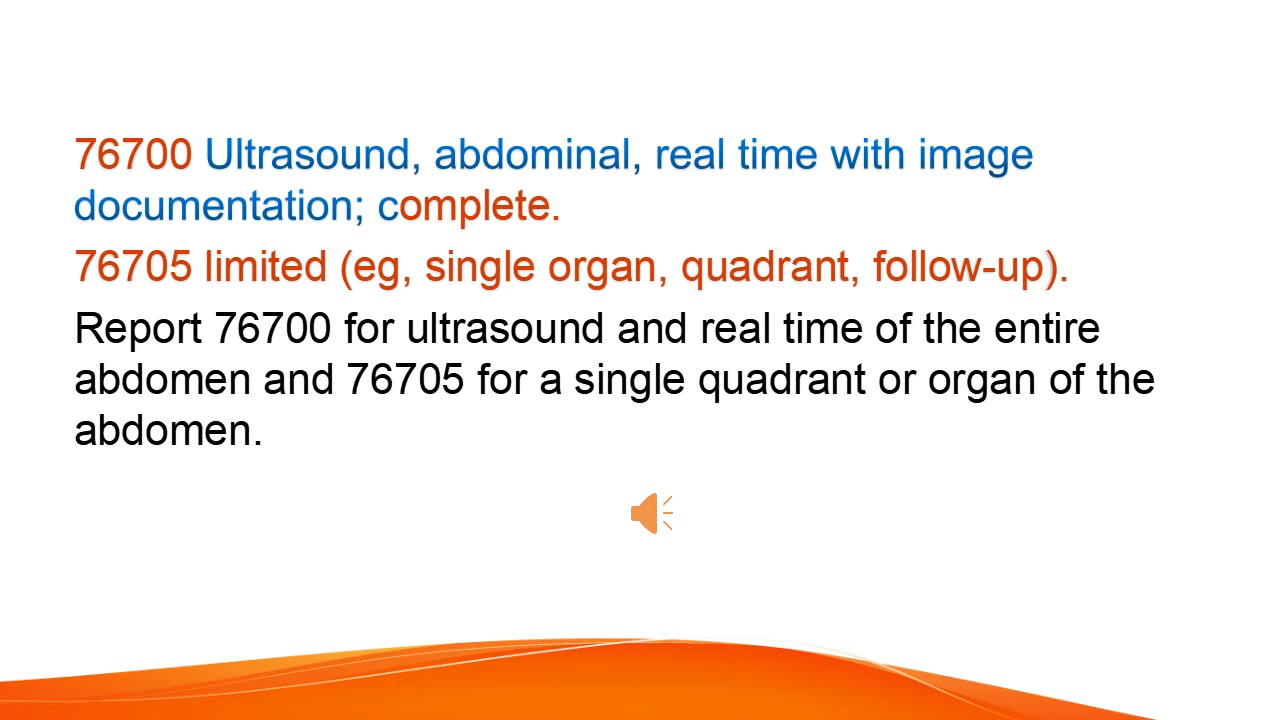 76700 Ultrasound, abdominal, real time with image
documentation; complete.
76705 limited (eg, single organ, quadrant, follow-up).
Report 76700 for ultrasound and real time of the entire
abdomen and 76705 for a single quadrant or organ of the
abdomen.